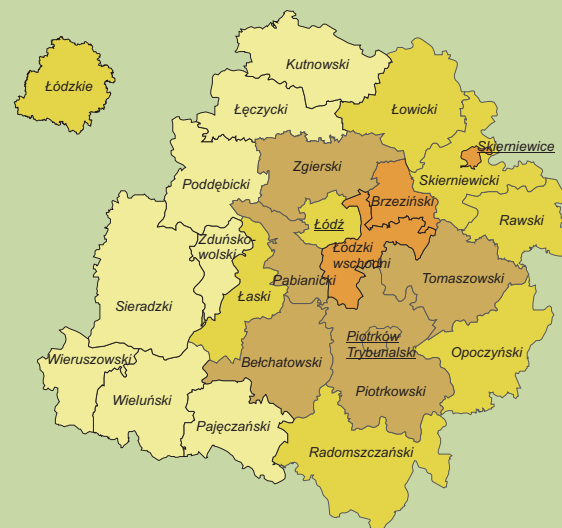 Kutnowski
Łódzkie
Łęczycki
Łowicki
Skierniewice
Zgierski
Poddębicki
Skierniewicki
Brzeziński
Rawski
Łódź
Zduńsko-
wolski
Łódzki
wschodni
Pabianicki
Tomaszowski
Łaski
Sieradzki
Piotrków
Trybunalski
Opoczyński
Wieruszowski
Bełchatowski
Wieluński
Piotrkowski
Pajęczański
Radomszczański